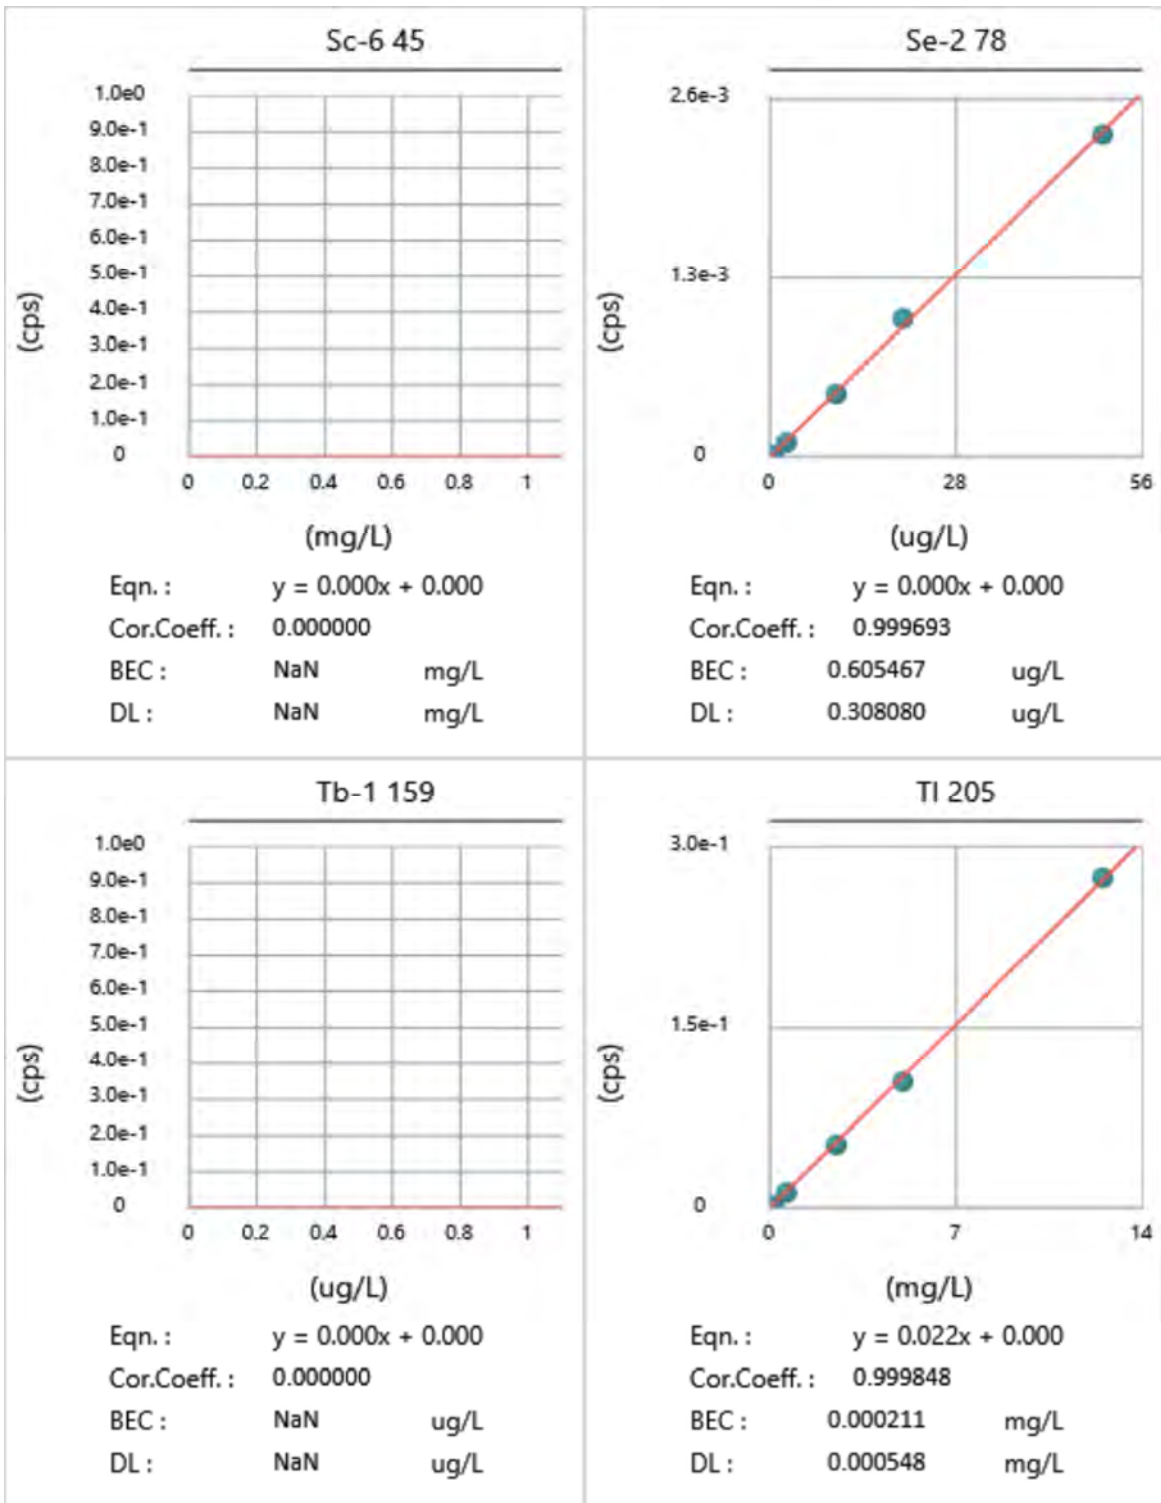 Sc-6 45
1.0e0
9.0e-1
8.0e-1
7.0e-1
6.0e-1
5.0e-1
4.0e-1
3.0e-1
2.0e-1
1.0e-1
0
(cps)
0 0.2 0.4 0.6 0.8 1
(mg/L)
Eqn. : y = 0.000x + 0.000
Cor.Coeff. : 0.000000
BEC : NaN mg/L
DL : NaN mg/L
Se-2 78
2.6e-3
1.3e-3
0
(cps)
0 28 56
(ug/L)
Eqn. : y = 0.000x + 0.000
Cor.Coeff. : 0.999693
BEC : 0.605467 ug/L
DL : 0.308080 ug/L
Tb-1 159
1.0e0
9.0e-1
8.0e-1
7.0e-1
6.0e-1
5.0e-1
4.0e-1
3.0e-1
2.0e-1
1.0e-1
0
(cps)
0 0.2 0.4 0.6 0.8 1
(ug/L)
Eqn. : y = 0.000x + 0.000
Cor.Coeff. : 0.000000
BEC : NaN ug/L
DL : NaN ug/L
Tl 205
3.0e-1
1.5e-1
0
(cps)
0 7 14
(mg/L)
Eqn. : y = 0.022x + 0.000
Cor.Coeff. : 0.999848
BEC : 0.000211 mg/L
DL : 0.000548 mg/L